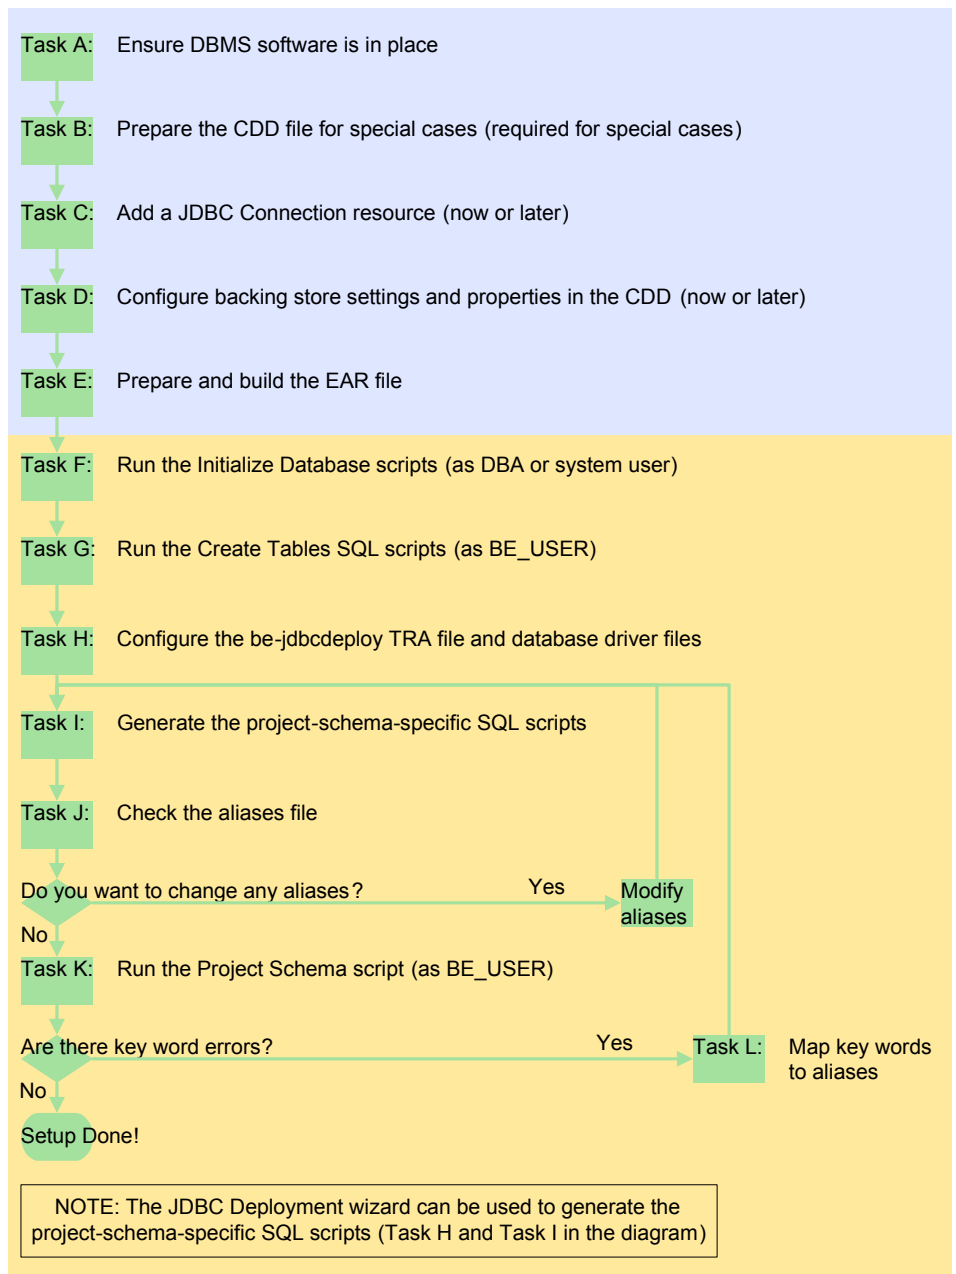 Task A: Ensure DBMS software is in place
Task B: Prepare the CDD file for special cases (required for special cases)
Task C: Add a JDBC Connection resource (now or later)
Task D: Configure backing store settings and properties in the CDD (now or later)
Task E: Prepare and build the EAR file
Task F: Run the Initialize Database scripts (as DBA or system user)
Task G: Run the Create Tables SQL scripts (as BE_USER)
Task H: Configure the be-jdbcdeploy TRA file and database driver files
Task I: Generate the project-schema-specific SQL scripts
Task J: Check the aliases file
Do you want to change any aliases?
Yes
Modify
aliases
No
Task K: Run the Project Schema script (as BE_USER)
Are there key word errors?
Yes
Task L: Map key words
to aliases
No
Setup Done!
NOTE: The JDBC Deployment wizard can be used to generate the
project-schema-specific SQL scripts (Task H and Task I in the diagram)